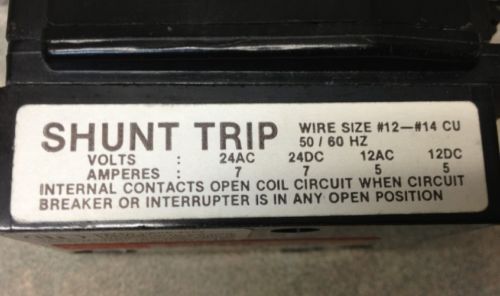 SHUNT TRIP
WIRE SIZE #12—#14 CU
50 / 60 HZ
VOLTS : 24AC 24DC 12AC 12DC
AMPERES : 7 7 5 5
INTERNAL CONTACTS OPEN COIL CIRCUIT WHEN CIRCUIT
BREAKER OR INTERRUPTER IS IN ANY OPEN POSITION